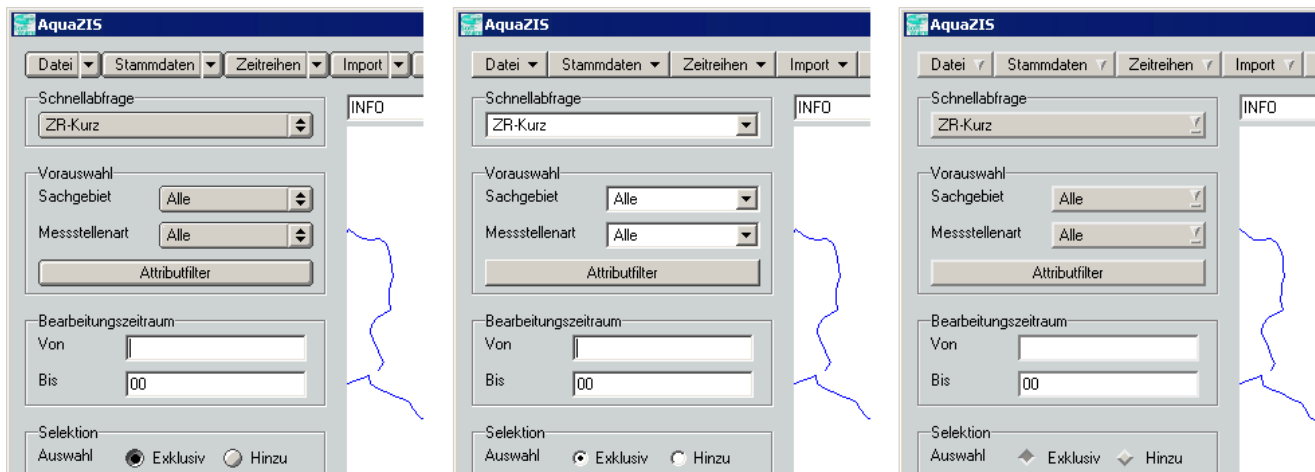 AquaZIS
Datei Stammdaten Zeitreihen Import
Schnellabfrage
INFO
ZR-Kurz
Vorauswahl
Sachgebiet Alle
Messstellenart Alle
Attributfilter
Bearbeitungszeitraum
Von
Bis 00
Selektion
Auswahl Exklusiv Hinzu
AquaZIS
Datei Stammdaten Zeitreihen Import
Schnellabfrage
INFO
ZR-Kurz
Vorauswahl
Sachgebiet Alle
Messstellenart Alle
Attributfilter
Bearbeitungszeitraum
Von
Bis 00
Selektion
Auswahl Exklusiv Hinzu
AquaZIS
Datei Stammdaten Zeitreihen Import
Schnellabfrage
INFO
ZR-Kurz
Vorauswahl
Sachgebiet Alle
Messstellenart Alle
Attributfilter
Bearbeitungszeitraum
Von
Bis 00
Selektion
Auswahl Exklusiv Hinzu